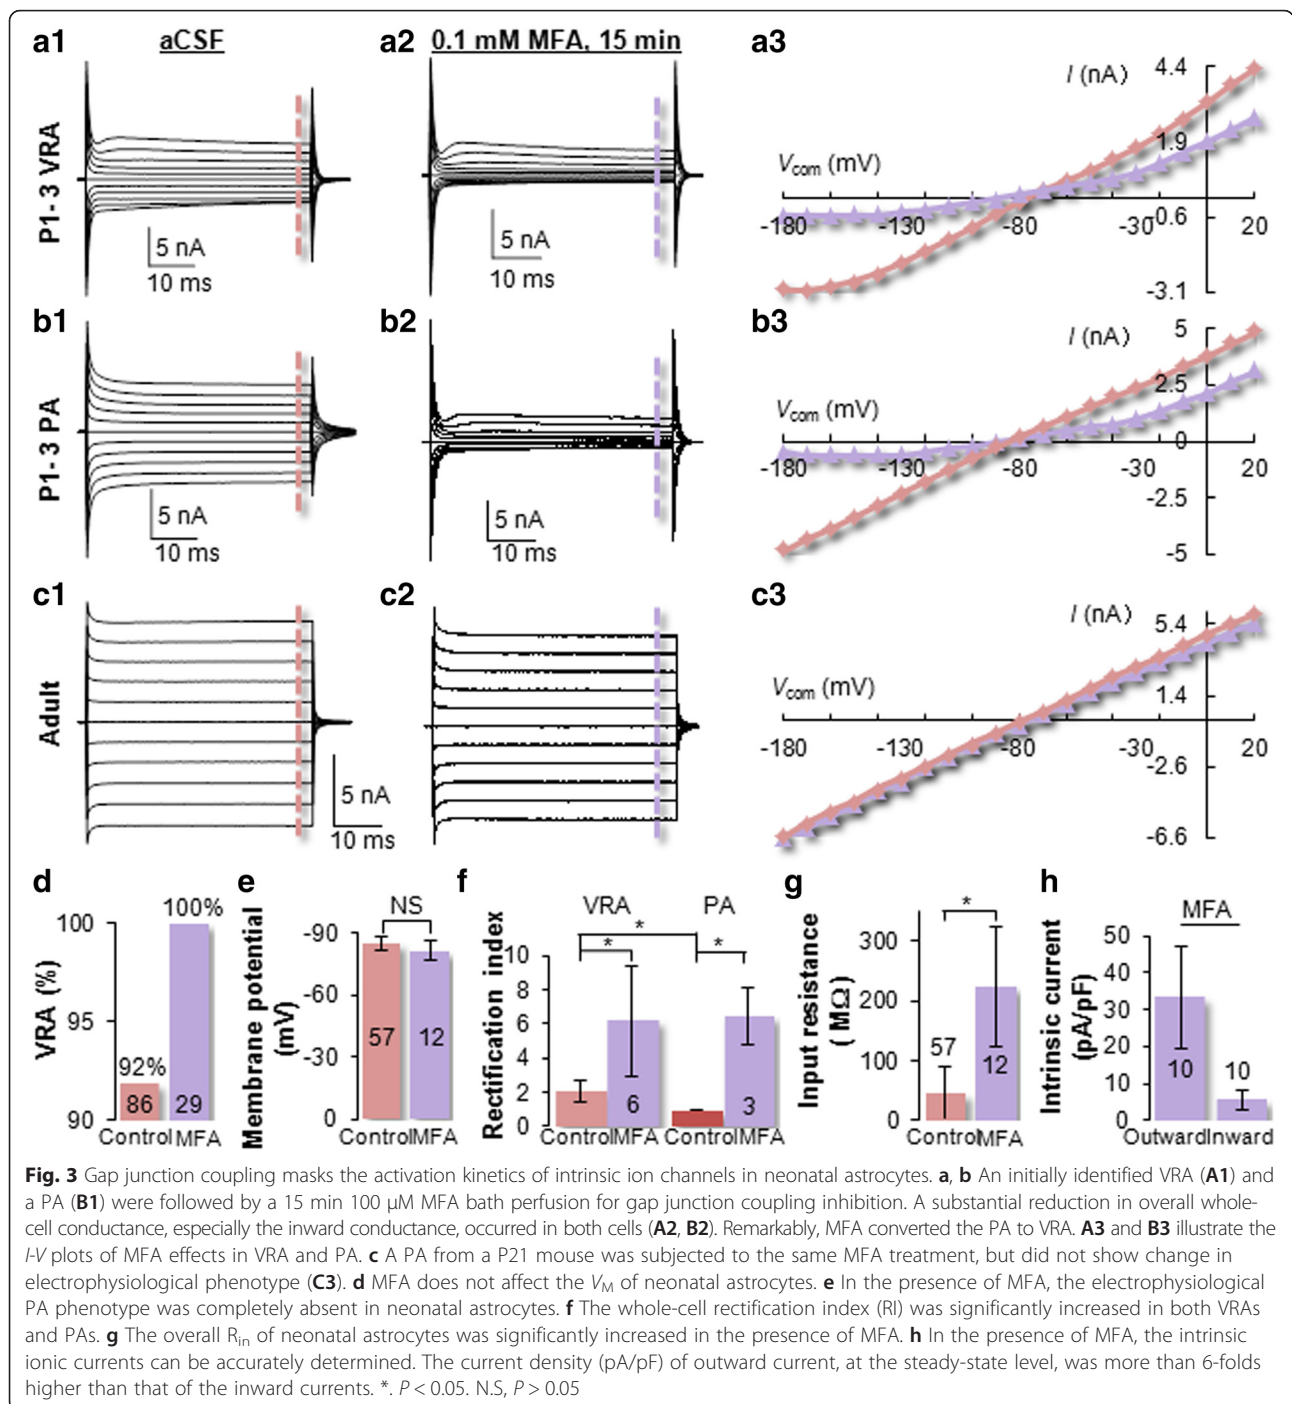 a1
aCSF
a2
0.1 mM MFA, 15 min
a3
P1-3 VRA
5 nA
10 ms
5 nA
10 ms
I (nA)
4.4
1.9
Vcom (mV)
-0.6
-180
-130
-80
-30
20
-3.1
b1
b2
b3
P1-3 PA
5 nA
10 ms
5 nA
10 ms
I (nA)
5
2.5
Vcom (mV)
0
-180
-130
-80
-30
20
-2.5
-5
c1
c2
c3
Adult
5 nA
10 ms
I (nA)
5.4
Vcom (mV)
1.4
-180
-130
-80
-30
20
-2.6
-6.6
d
VRA (%)
100
95
90
92%
100%
86
29
Control MFA
e
Membrane potential
(mV)
-90
-60
-30
0
NS
57
12
Control MFA
f
Rectification index
VRA
PA
*
*
*
10
8
6
4
2
0
6
3
Control MFA
Control MFA
g
Input resistance
( MΩ)
*
300
200
100
0
57
12
Control MFA
h
Intrinsic current
(pA/pF)
MFA
50
40
30
20
10
0
10
10
Outward Inward
Fig. 3 Gap junction coupling masks the activation kinetics of intrinsic ion channels in neonatal astrocytes. a, b An initially identified VRA (A1) and
a PA (B1) were followed by a 15 min 100 μM MFA bath perfusion for gap junction coupling inhibition. A substantial reduction in overall whole-
cell conductance, especially the inward conductance, occurred in both cells (A2, B2). Remarkably, MFA converted the PA to VRA. A3 and B3 illustrate the
I-V plots of MFA effects in VRA and PA. c A PA from a P21 mouse was subjected to the same MFA treatment, but did not show change in
electrophysiological phenotype (C3). d MFA does not affect the VM of neonatal astrocytes. e In the presence of MFA, the electrophysiological
PA phenotype was completely absent in neonatal astrocytes. f The whole-cell rectification index (RI) was significantly increased in both VRAs
and PAs. g The overall Rin of neonatal astrocytes was significantly increased in the presence of MFA. h In the presence of MFA, the intrinsic
ionic currents can be accurately determined. The current density (pA/pF) of outward current, at the steady-state level, was more than 6-folds
higher than that of the inward currents. *. P < 0.05. N.S, P > 0.05